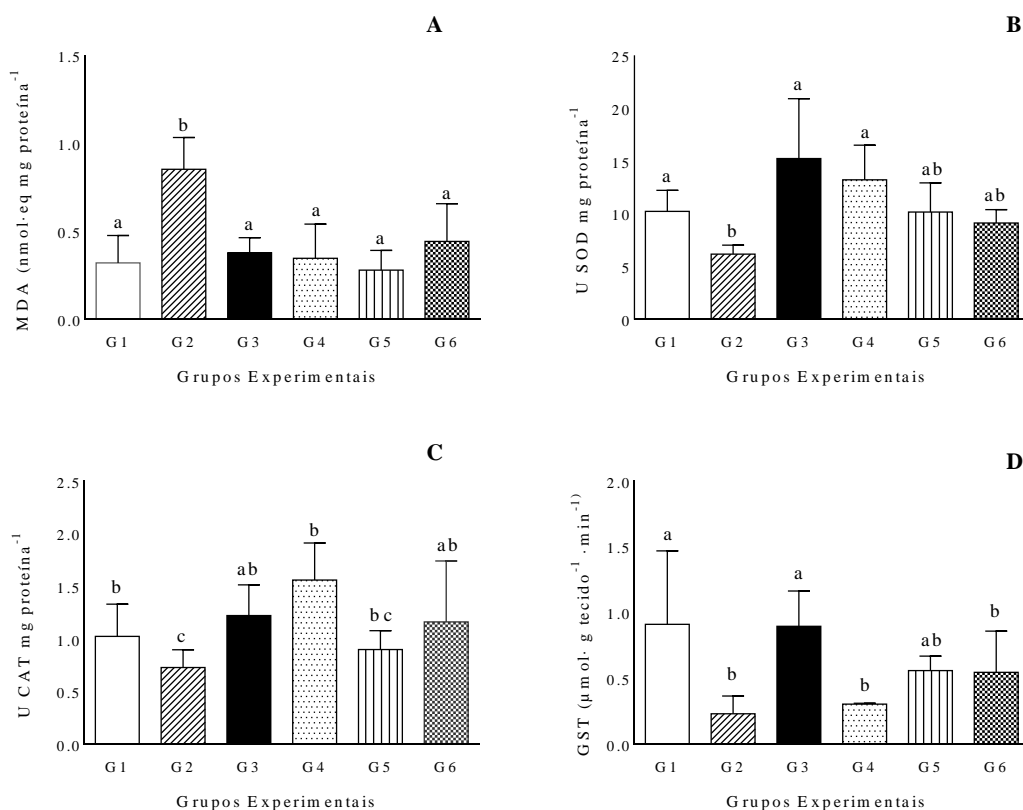 A
MDA (nmol·eq mg proteína⁻¹
1.5
1.0
0.5
0.0
a
b
a
a
a
a
G1 G2 G3 G4 G5 G6
Grupos Experimentais
B
U SOD mg proteína⁻¹
25
20
15
10
5
0
a
b
a
a
ab
ab
G1 G2 G3 G4 G5 G6
Grupos Experimentais
C
U CAT mg proteína⁻¹
2.5
2.0
1.5
1.0
0.5
0.0
b
c
ab
b
bc
ab
G1 G2 G3 G4 G5 G6
Grupos Experimentais
D
GST (µmol· g tecido⁻¹ ·min⁻¹)
2.0
1.5
1.0
0.5
0.0
a
b
a
b
ab
b
G1 G2 G3 G4 G5 G6
Grupos Experimentais